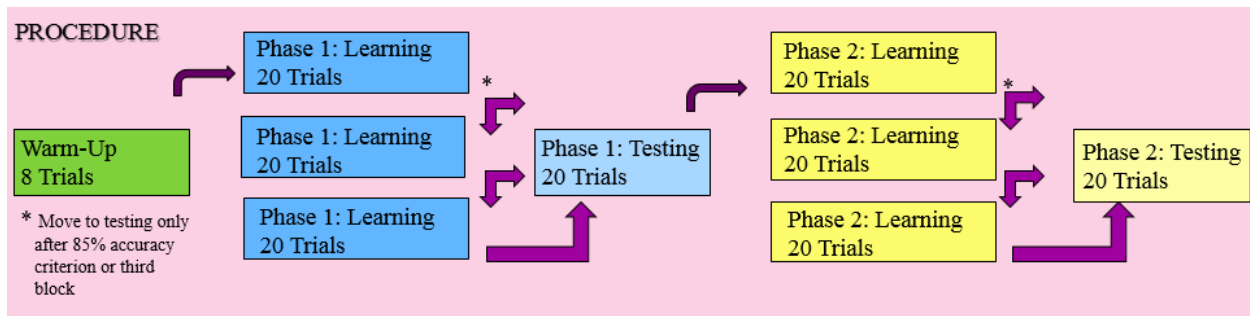 PROCEDURE
Warm-Up
8 Trials
* Move to testing only
after 85% accuracy
criterion or third
block
Phase 1: Learning
20 Trials
*
Phase 1: Learning
20 Trials
Phase 1: Learning
20 Trials
Phase 1: Testing
20 Trials
Phase 2: Learning
20 Trials
*
Phase 2: Learning
20 Trials
Phase 2: Learning
20 Trials
Phase 2: Testing
20 Trials